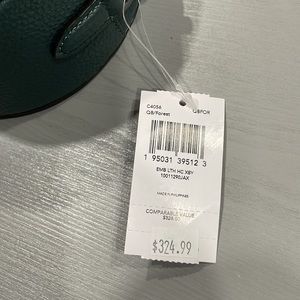 C4056 QBFOR
QB/Forest
1 95031 39512 3
EMB LTH HC XBY
MADE IN PHILIPPINES
COMPARABLE VALUE
$324.99